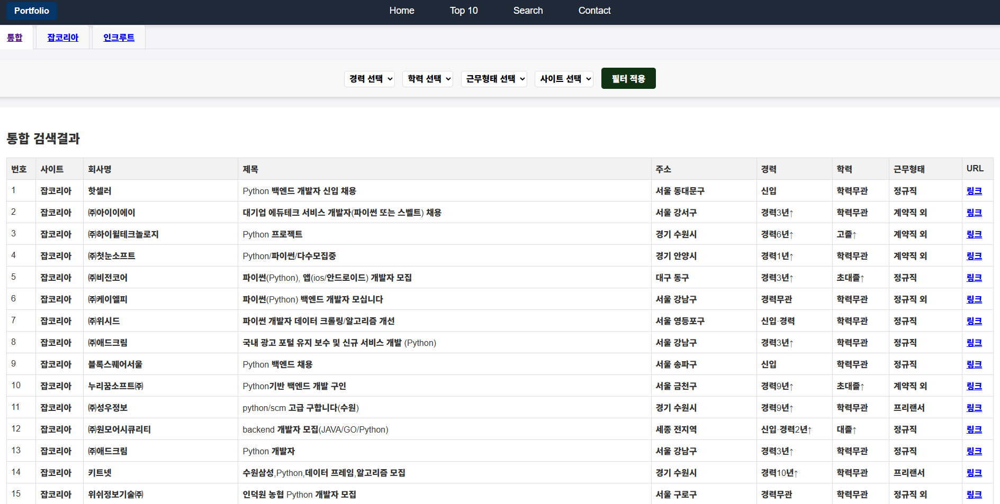 Portfolio Home Top 10 Search Contact
통합 잡코리아 인크루트
경력 선택 학력 선택 근무형태 선택 사이트 선택 필터 적용
통합 검색결과
번호 사이트 회사명 제목 주소 경력 학력 근무형태 URL
1 잡코리아 핫셀러 Python 백엔드 개발자 신입 채용 서울 동대문구 신입 학력무관 정규직 링크
2 잡코리아 ㈜아이이에이 대기업 에듀테크 서비스 개발자(파이썬 또는 스벨트) 채용 서울 강서구 경력3년↑ 학력무관 계약직 외 링크
3 잡코리아 ㈜하이윌테크놀로지 Python 프로젝트 경기 수원시 경력6년↑ 고졸↑ 계약직 외 링크
4 잡코리아 ㈜첫눈소프트 Python/파이썬/다수모집중 경기 안양시 경력1년↑ 학력무관 계약직 외 링크
5 잡코리아 ㈜비전코어 파이썬(Python), 앱(ios/안드로이드) 개발자 모집 대구 동구 경력3년↑ 초대졸↑ 정규직 링크
6 잡코리아 ㈜케이엘피 파이썬(Python) 백엔드 개발자 모십니다 서울 강남구 경력무관 학력무관 정규직 외 링크
7 잡코리아 ㈜위시드 파이썬 개발자 데이터 크롤링/알고리즘 개선 서울 영등포구 신입·경력 학력무관 정규직 링크
8 잡코리아 ㈜애드크림 국내 광고 포털 유지 보수 및 신규 서비스 개발 (Python) 서울 강남구 경력3년↑ 학력무관 정규직 링크
9 잡코리아 블록스퀘어서울 Python 백엔드 채용 서울 송파구 신입 학력무관 정규직 링크
10 잡코리아 누리꿈소프트㈜ Python기반 백엔드 개발 구인 서울 금천구 경력9년↑ 초대졸↑ 계약직 외 링크
11 잡코리아 ㈜성우정보 python/scm 고급 구합니다(수원) 경기 수원시 경력9년↑ 학력무관 프리랜서 링크
12 잡코리아 ㈜원모어시큐리티 backend 개발자 모집(JAVA/GO/Python) 세종 전지역 신입·경력2년↑ 대졸↑ 정규직 링크
13 잡코리아 ㈜애드크림 Python 개발자 서울 강남구 경력3년↑ 학력무관 정규직 링크
14 잡코리아 키트넷 수원삼성,Python,데이터 프레임,알고리즘 모집 경기 수원시 경력10년↑ 학력무관 프리랜서 링크
15 잡코리아 위쉬정보기술㈜ 인덕원 농협 Python 개발자 모집 서울 구로구 경력무관 학력무관 정규직 외 링크